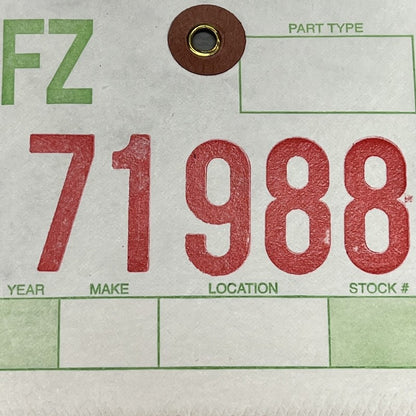 FZ
PART TYPE
71988
YEAR MAKE LOCATION STOCK #